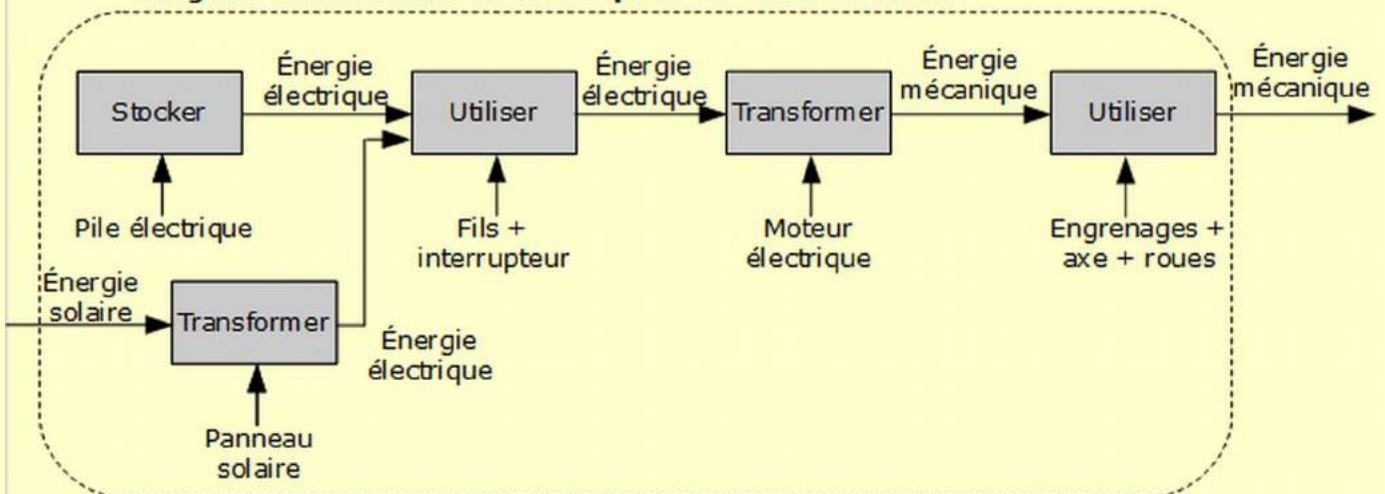 Énergie
électrique
Énergie
électrique
Énergie
mécanique
Énergie
mécanique
Stocker
Utiliser
Transformer
Utiliser
Pile électrique
Fils +
interrupteur
Moteur
électrique
Engrenages +
axe + roues
Énergie
solaire
Transformer
Énergie
électrique
Panneau
solaire